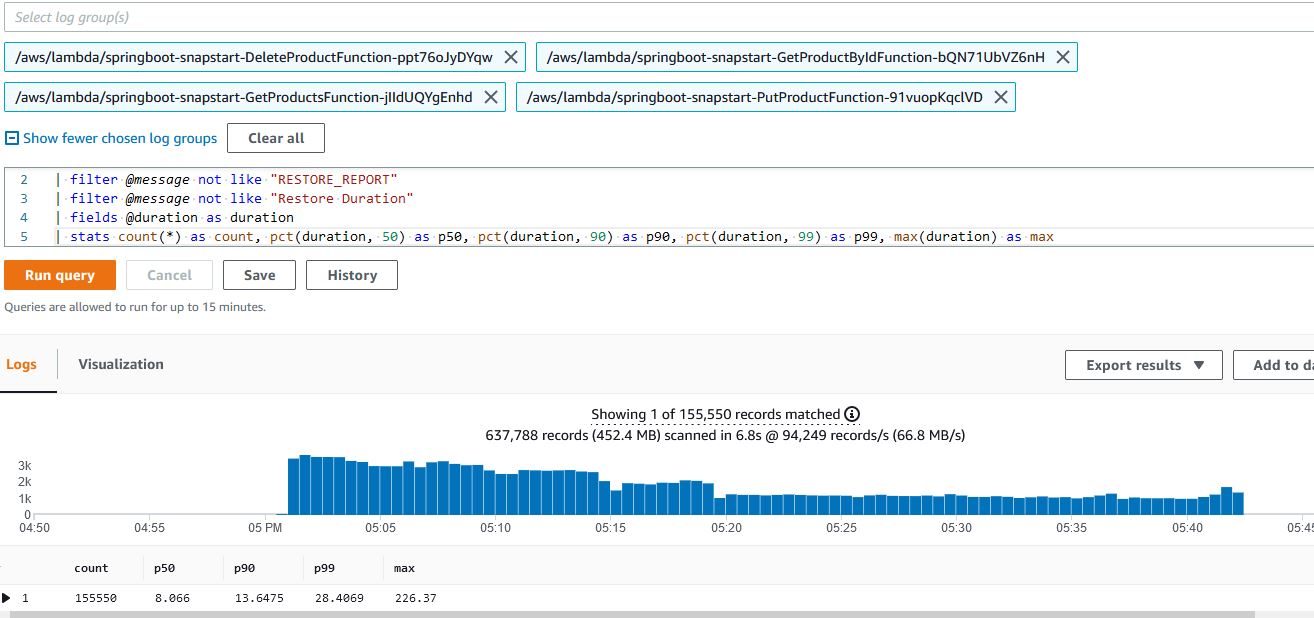 Select log group(s)
/aws/lambda/springboot-snapstart-DeleteProductFunction-ppt76oJyDYqw
/aws/lambda/springboot-snapstart-GetProductByIdFunction-bQN71UbVZ6nH
/aws/lambda/springboot-snapstart-GetProductsFunction-jIIdUQYgEnhd
/aws/lambda/springboot-snapstart-PutProductFunction-91vuopKqclVD
Show fewer chosen log groups Clear all
2 | filter @message not like "RESTORE_REPORT"
3 | filter @message not like "Restore Duration"
4 | fields @duration as duration
5 | stats count(*) as count, pct(duration, 50) as p50, pct(duration, 90) as p90, pct(duration, 99) as p99, max(duration) as max
Run query Cancel Save History
Queries are allowed to run for up to 15 minutes.
Logs Visualization Export results Add to da
Showing 1 of 155,550 records matched
637,788 records (452.4 MB) scanned in 6.8s @ 94,249 records/s (66.8 MB/s)
3k
2k
1k
0
04:50 04:55 05 PM 05:05 05:10 05:15 05:20 05:25 05:30 05:35 05:40 05:45
count p50 p90 p99 max
1 155550 8.066 13.6475 28.4069 226.37